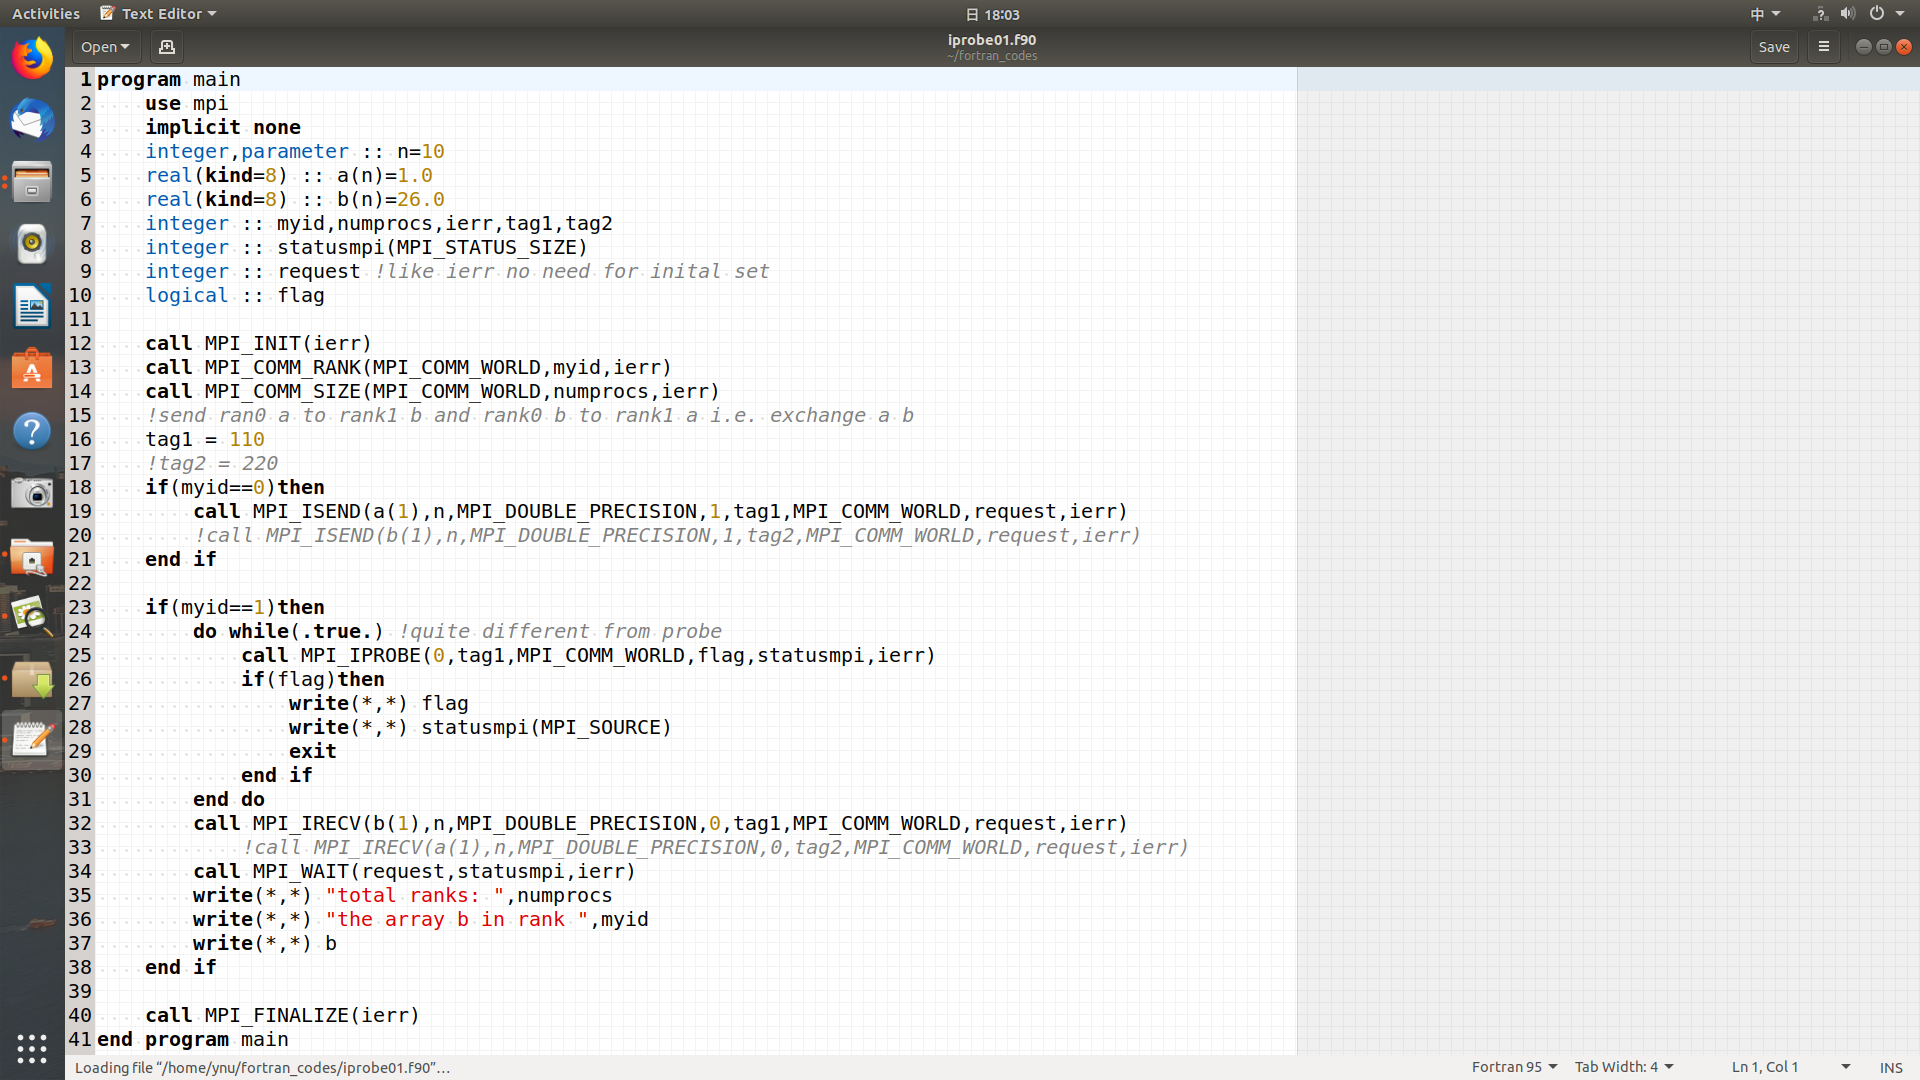 Activities Text Editor 日 18:03 中
Open iprobe01.f90 Save
~/fortran_codes
1 program main
2     use mpi
3     implicit none
4     integer,parameter :: n=10
5     real(kind=8) :: a(n)=1.0
6     real(kind=8) :: b(n)=26.0
7     integer :: myid,numprocs,ierr,tag1,tag2
8     integer :: statusmpi(MPI_STATUS_SIZE)
9     integer :: request !like ierr no need for inital set
10     logical :: flag
11
12     call MPI_INIT(ierr)
13     call MPI_COMM_RANK(MPI_COMM_WORLD,myid,ierr)
14     call MPI_COMM_SIZE(MPI_COMM_WORLD,numprocs,ierr)
15     !send ran0 a to rank1 b and rank0 b to rank1 a i.e. exchange a b
16     tag1 = 110
17     !tag2 = 220
18     if(myid==0)then
19         call MPI_ISEND(a(1),n,MPI_DOUBLE_PRECISION,1,tag1,MPI_COMM_WORLD,request,ierr)
20         !call MPI_ISEND(b(1),n,MPI_DOUBLE_PRECISION,1,tag2,MPI_COMM_WORLD,request,ierr)
21     end if
22
23     if(myid==1)then
24         do while(.true.) !quite different from probe
25             call MPI_IPROBE(0,tag1,MPI_COMM_WORLD,flag,statusmpi,ierr)
26             if(flag)then
27                 write(*,*) flag
28                 write(*,*) statusmpi(MPI_SOURCE)
29                 exit
30             end if
31         end do
32         call MPI_IRECV(b(1),n,MPI_DOUBLE_PRECISION,0,tag1,MPI_COMM_WORLD,request,ierr)
33             !call MPI_IRECV(a(1),n,MPI_DOUBLE_PRECISION,0,tag2,MPI_COMM_WORLD,request,ierr)
34         call MPI_WAIT(request,statusmpi,ierr)
35         write(*,*) "total ranks: ",numprocs
36         write(*,*) "the array b in rank ",myid
37         write(*,*) b
38     end if
39
40     call MPI_FINALIZE(ierr)
41 end program main
Loading file “/home/ynu/fortran_codes/iprobe01.f90”… Fortran 95 Tab Width: 4 Ln 1, Col 1 INS